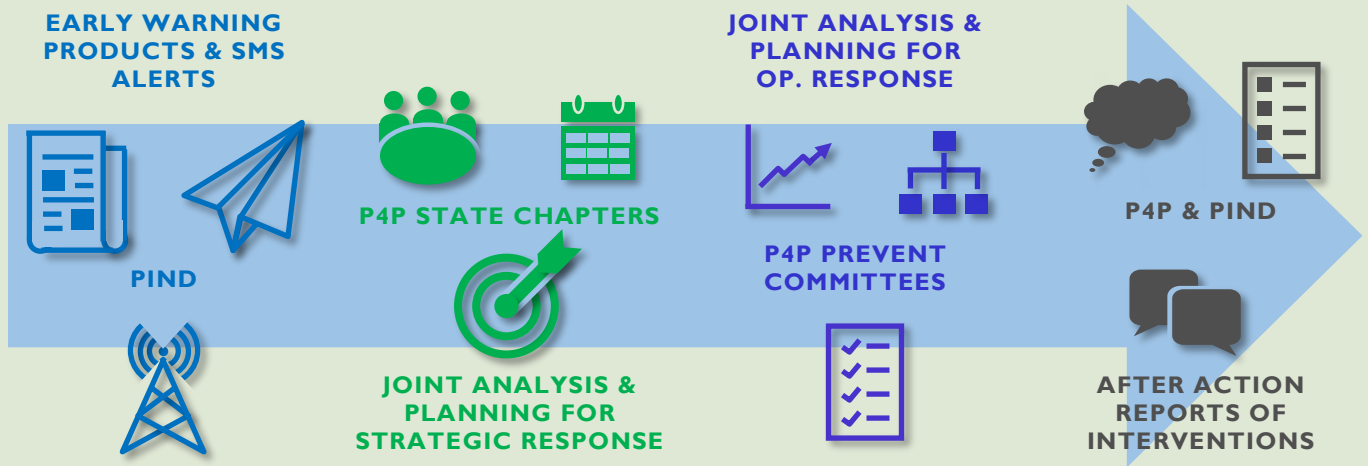 EARLY WARNING
PRODUCTS & SMS
ALERTS
PIND
P4P STATE CHAPTERS
JOINT ANALYSIS &
PLANNING FOR
STRATEGIC RESPONSE
JOINT ANALYSIS &
PLANNING FOR
OP. RESPONSE
P4P PREVENT
COMMITTEES
P4P & PIND
AFTER ACTION
REPORTS OF
INTERVENTIONS